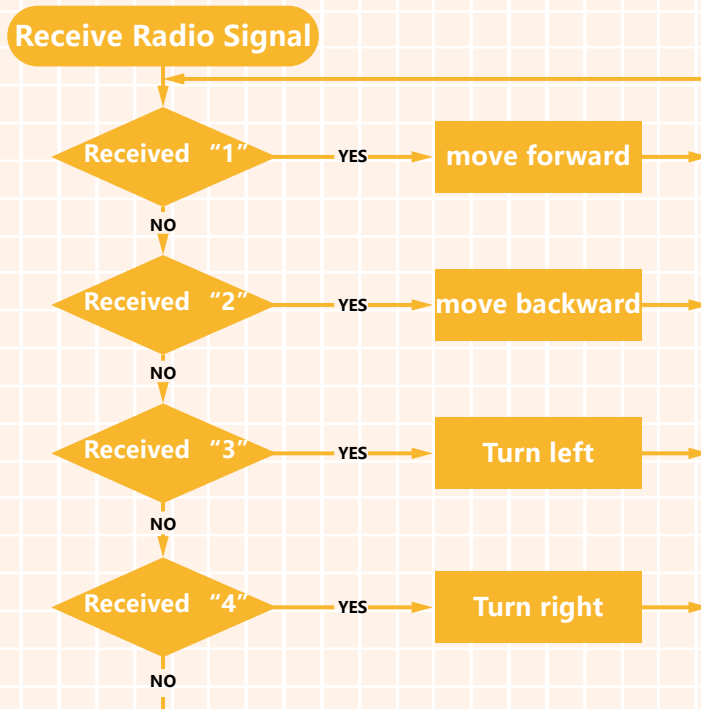 Receive Radio Signal
Received “1”
YES
move forward
NO
Received “2”
YES
move backward
NO
Received “3”
YES
Turn left
NO
Received “4”
YES
Turn right
NO